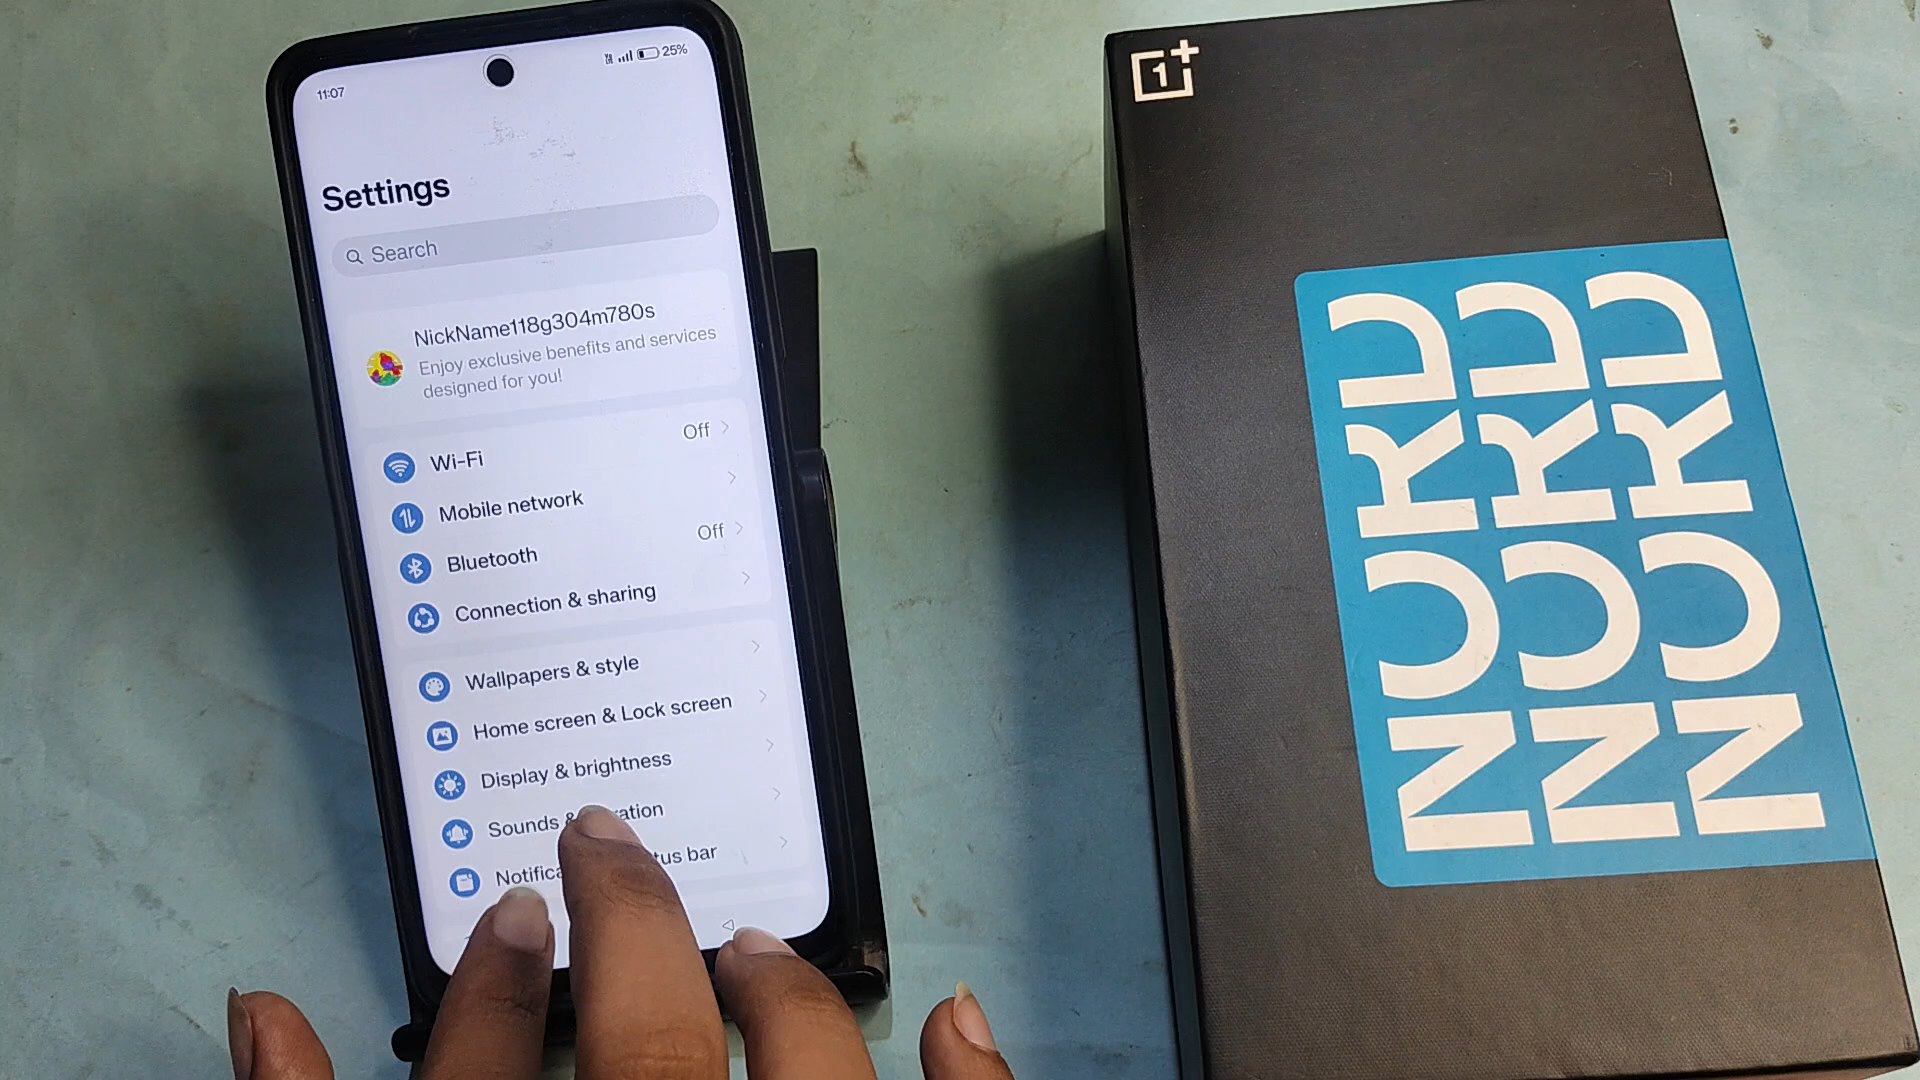 11:07
25%
Settings
Search
NickName118g304m780s
Enjoy exclusive benefits and services
designed for you!
Wi-Fi Off
Mobile network
Bluetooth Off
Connection & sharing
Wallpapers & style
Home screen & Lock screen
Display & brightness
Sounds &
1+
NORD
NORD
NORD